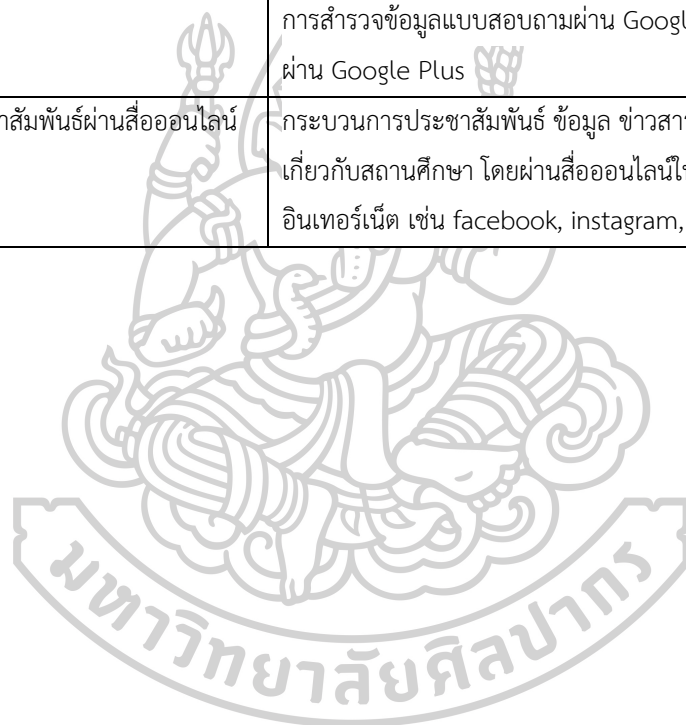 การสำรวจข้อมูลแบบสอบถามผ่าน Googl
ผ่าน Google Plus
าสัมพันธ์ผ่านสื่อออนไลน์
กระบวนการประชาสัมพันธ์ ข้อมูล ข่าวสาร
เกี่ยวกับสถานศึกษา โดยผ่านสื่อออนไลน์ใน
อินเทอร์เน็ต เช่น facebook, instagram,
มหาวิทยาลัยศิลปากร